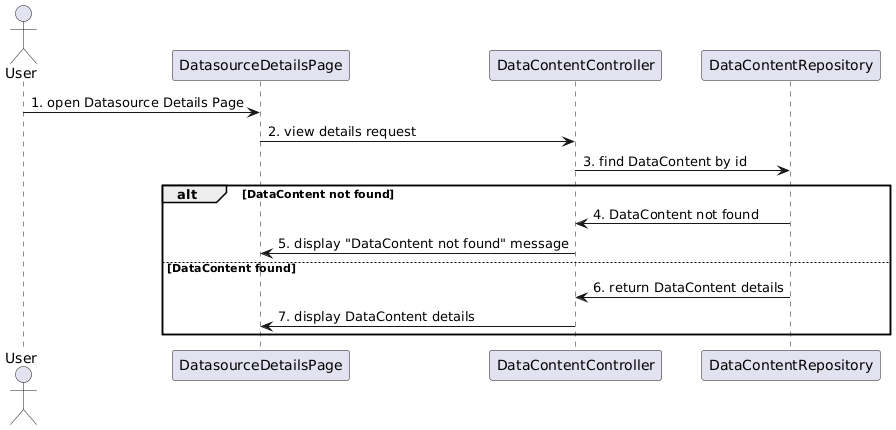 User
DatasourceDetailsPage
DataContentController
DataContentRepository
1. open Datasource Details Page
2. view details request
3. find DataContent by id
alt
[DataContent not found]
4. DataContent not found
5. display "DataContent not found" message
[DataContent found]
6. return DataContent details
7. display DataContent details
User
DatasourceDetailsPage
DataContentController
DataContentRepository